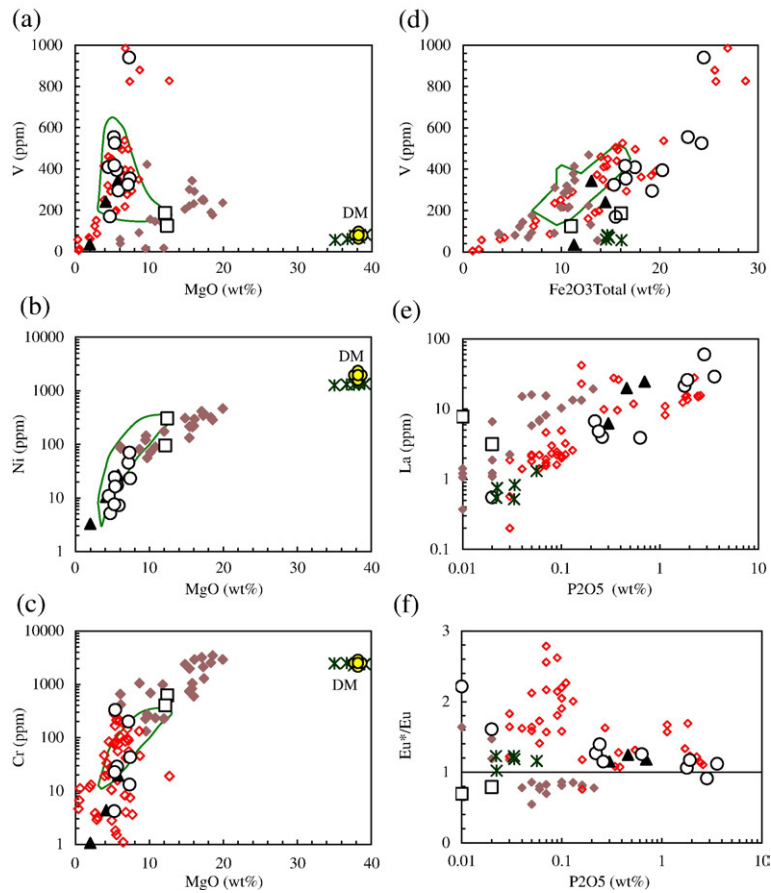 (a)
1000
800
600
400
200
0
V (ppm)
DM
0 10 20 30 40
MgO (wt%)
(b)
10000
1000
100
10
1
Ni (ppm)
DM
0 10 20 30 40
MgO (wt%)
(c)
10000
1000
100
10
1
Cr (ppm)
DM
0 10 20 30 40
MgO (wt%)
(d)
1000
800
600
400
200
0
V (ppm)
0 10 20 30
Fe2O3Total (wt%)
(e)
100
10
1
0.1
La (ppm)
0.01 0.1 1 10
P2O5 (wt%)
(f)
3
2
1
0
Eu*/Eu
0.01 0.1 1
P2O5 (wt%)